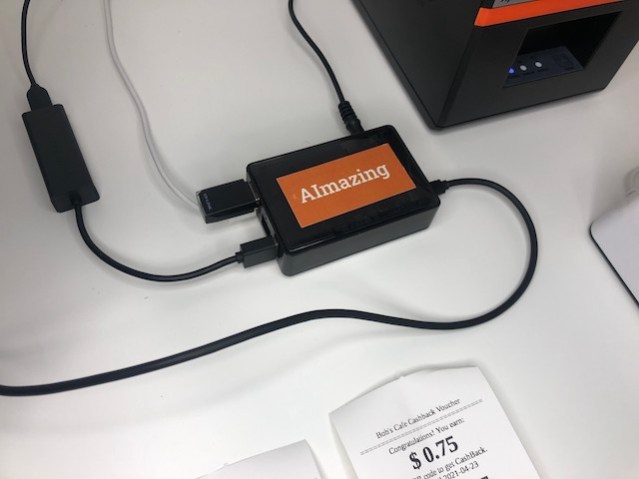 AImazing
Bob's Cafe Cashback Voucher
Congratulations! You earn:
$ 0.75
code to get CashBack.
2021-04-23